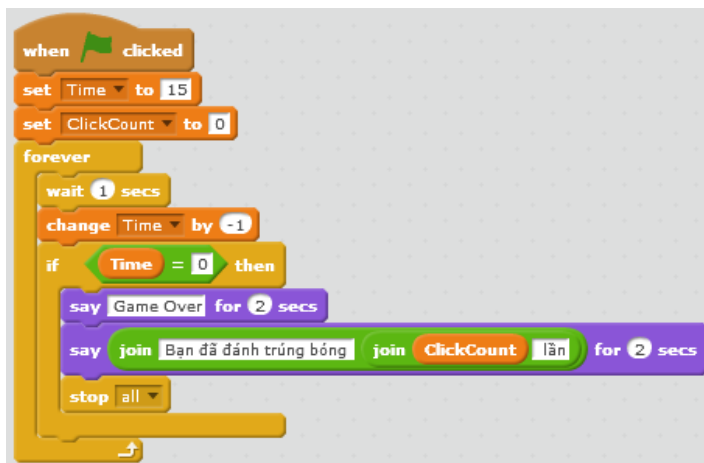 when clicked
set Time to 15
set ClickCount to 0
forever
wait 1 secs
change Time by -1
if Time = 0 then
say Game Over for 2 secs
say join Bạn đã đánh trúng bóng join ClickCount lần for 2 secs
stop all